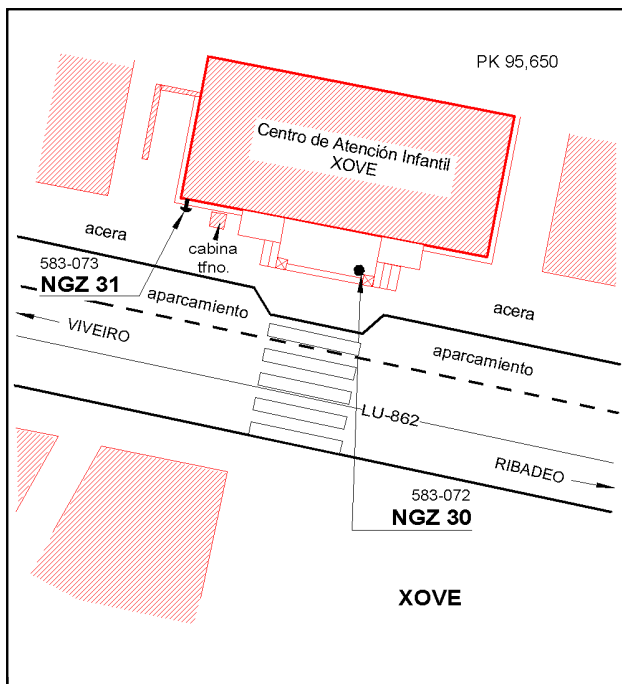 PK 95,650
Centro de Atención Infantil
XOVE
acera
cabina
tfno.
583-073
NGZ 31
aparcamiento
acera
VIVEIRO
aparcamiento
LU-862
RIBADEO
583-072
NGZ 30
XOVE